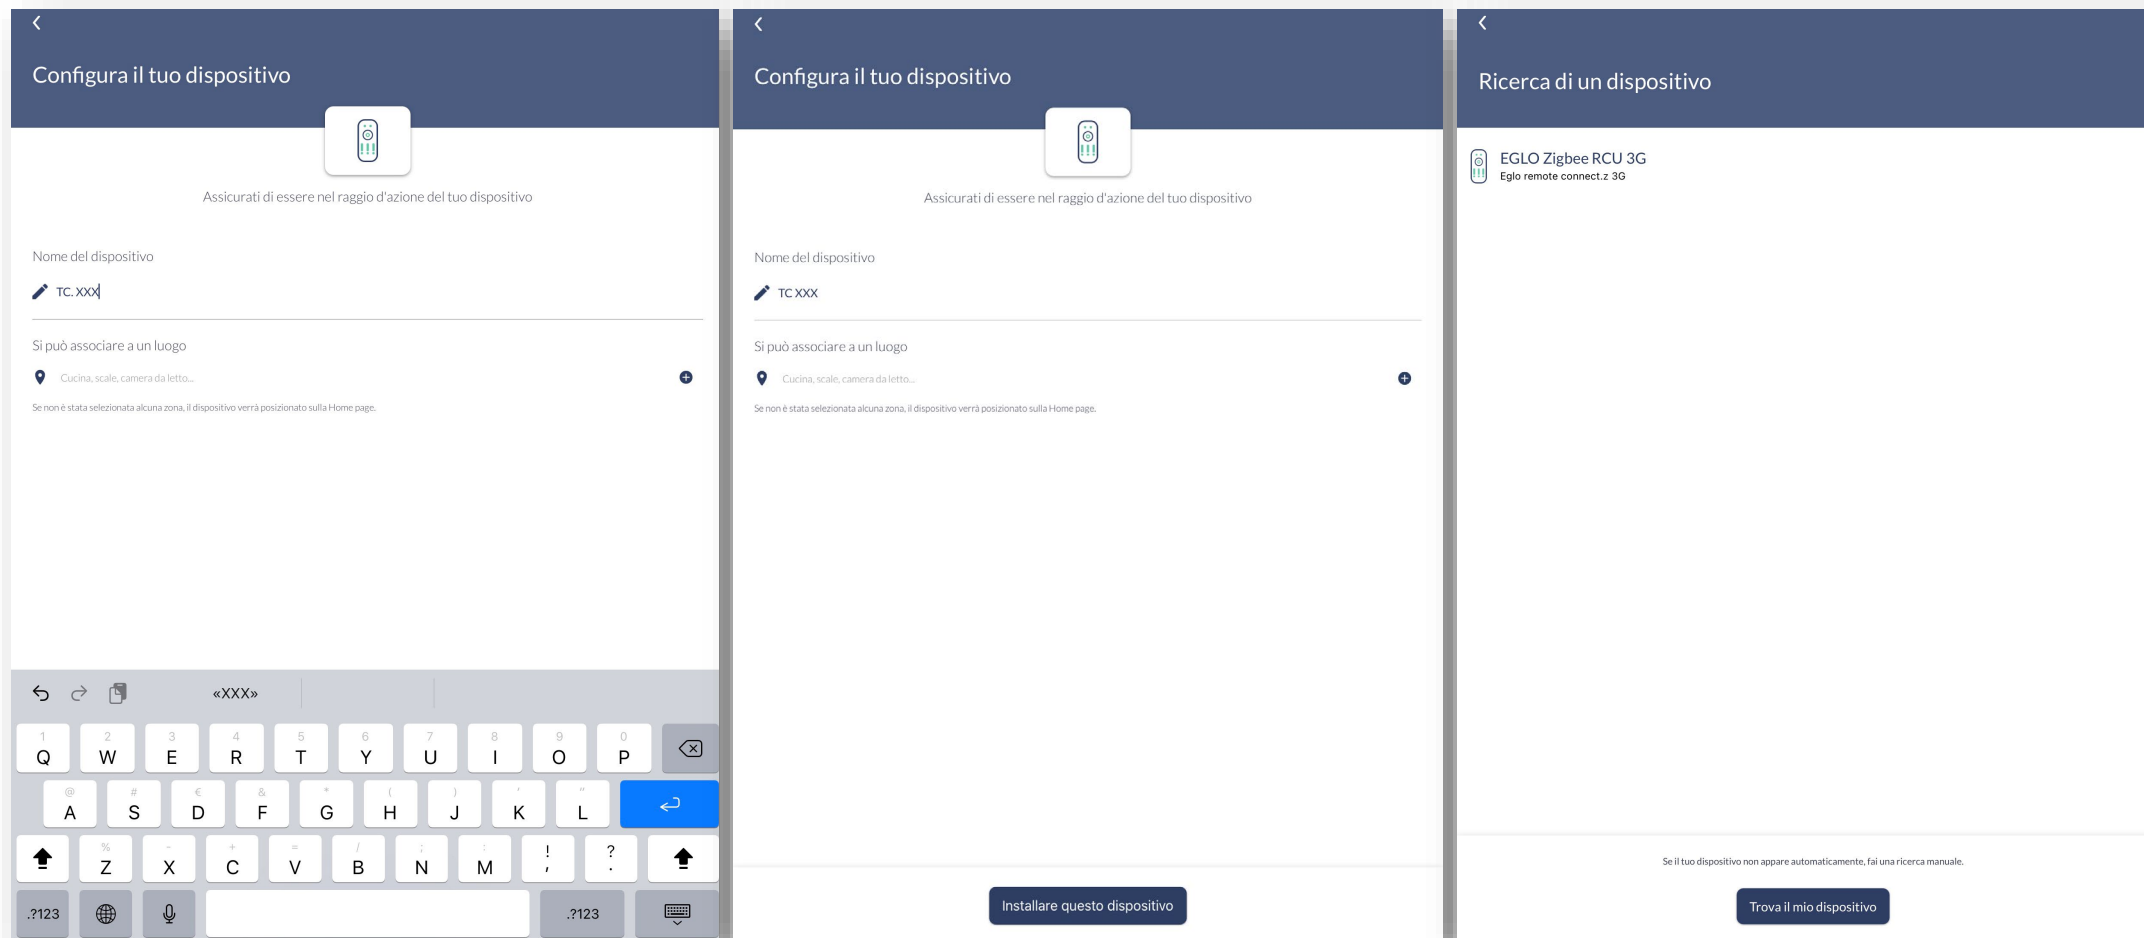 Configura il tuo dispositivo
Assicurati di essere nel raggio d'azione del tuo dispositivo
Nome del dispositivo
TC. XXX
Si può associare a un luogo
Cucina, scale, camera da letto...
Se non è stata selezionata alcuna zona, il dispositivo verrà posizionato sulla Home page.
«XXX»
1 2 3 4 5 6 7 8 9 0
Q W E R T Y U I O P
@ # € & * ( ) ' "
A S D F G H J K L
% - + = / ; :
Z X C V B N M ! , ? .
.?123 .?123
Configura il tuo dispositivo
Assicurati di essere nel raggio d'azione del tuo dispositivo
Nome del dispositivo
TC XXX
Si può associare a un luogo
Cucina, scale, camera da letto...
Se non è stata selezionata alcuna zona, il dispositivo verrà posizionato sulla Home page.
Installare questo dispositivo
Ricerca di un dispositivo
EGLO Zigbee RCU 3G
Eglo remote connect.z 3G
Se il tuo dispositivo non appare automaticamente, fai una ricerca manuale.
Trova il mio dispositivo